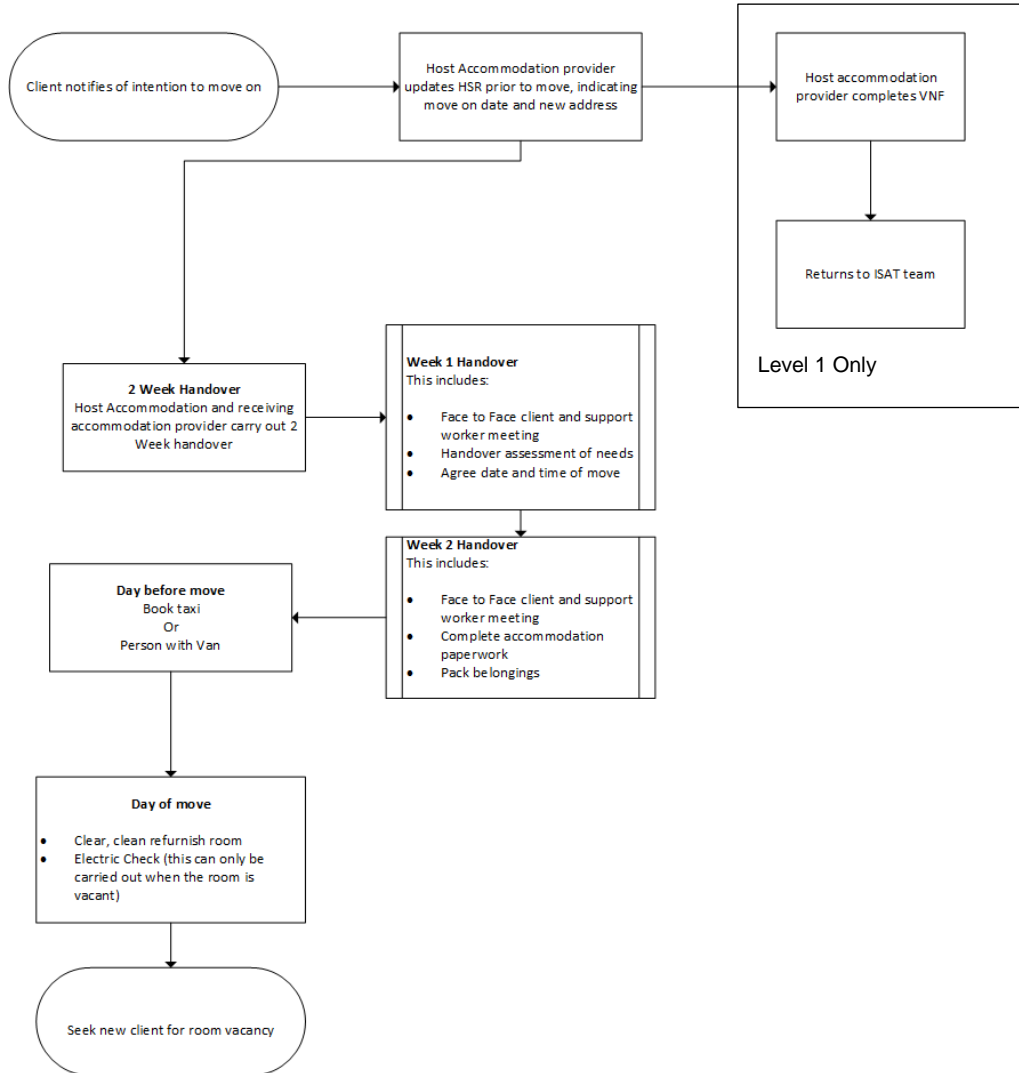 Client notifies of intention to move on
Host Accommodation provider
updates HSR prior to move, indicating
move on date and new address
Host accommodation
provider completes VNF
Returns to ISAT team
Level 1 Only
2 Week Handover
Host Accommodation and receiving
accommodation provider carry out 2
Week handover
Week 1 Handover
This includes:
● Face to Face client and support
worker meeting
● Handover assessment of needs
● Agree date and time of move
Week 2 Handover
This includes:
● Face to Face client and support
worker meeting
● Complete accommodation
paperwork
● Pack belongings
Day before move
Book taxi
Or
Person with Van
Day of move
● Clear, clean refurnish room
● Electric Check (this can only be
carried out when the room is
vacant)
Seek new client for room vacancy